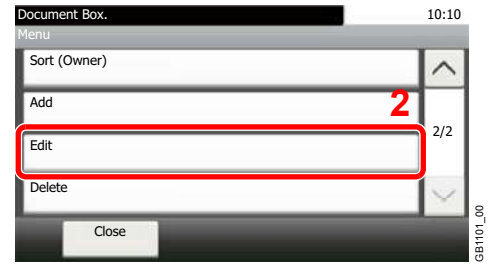 Document Box. 10:10
Menu
Sort (Owner)
Add
2
2/2
Edit
Delete
Close
GB1101_00